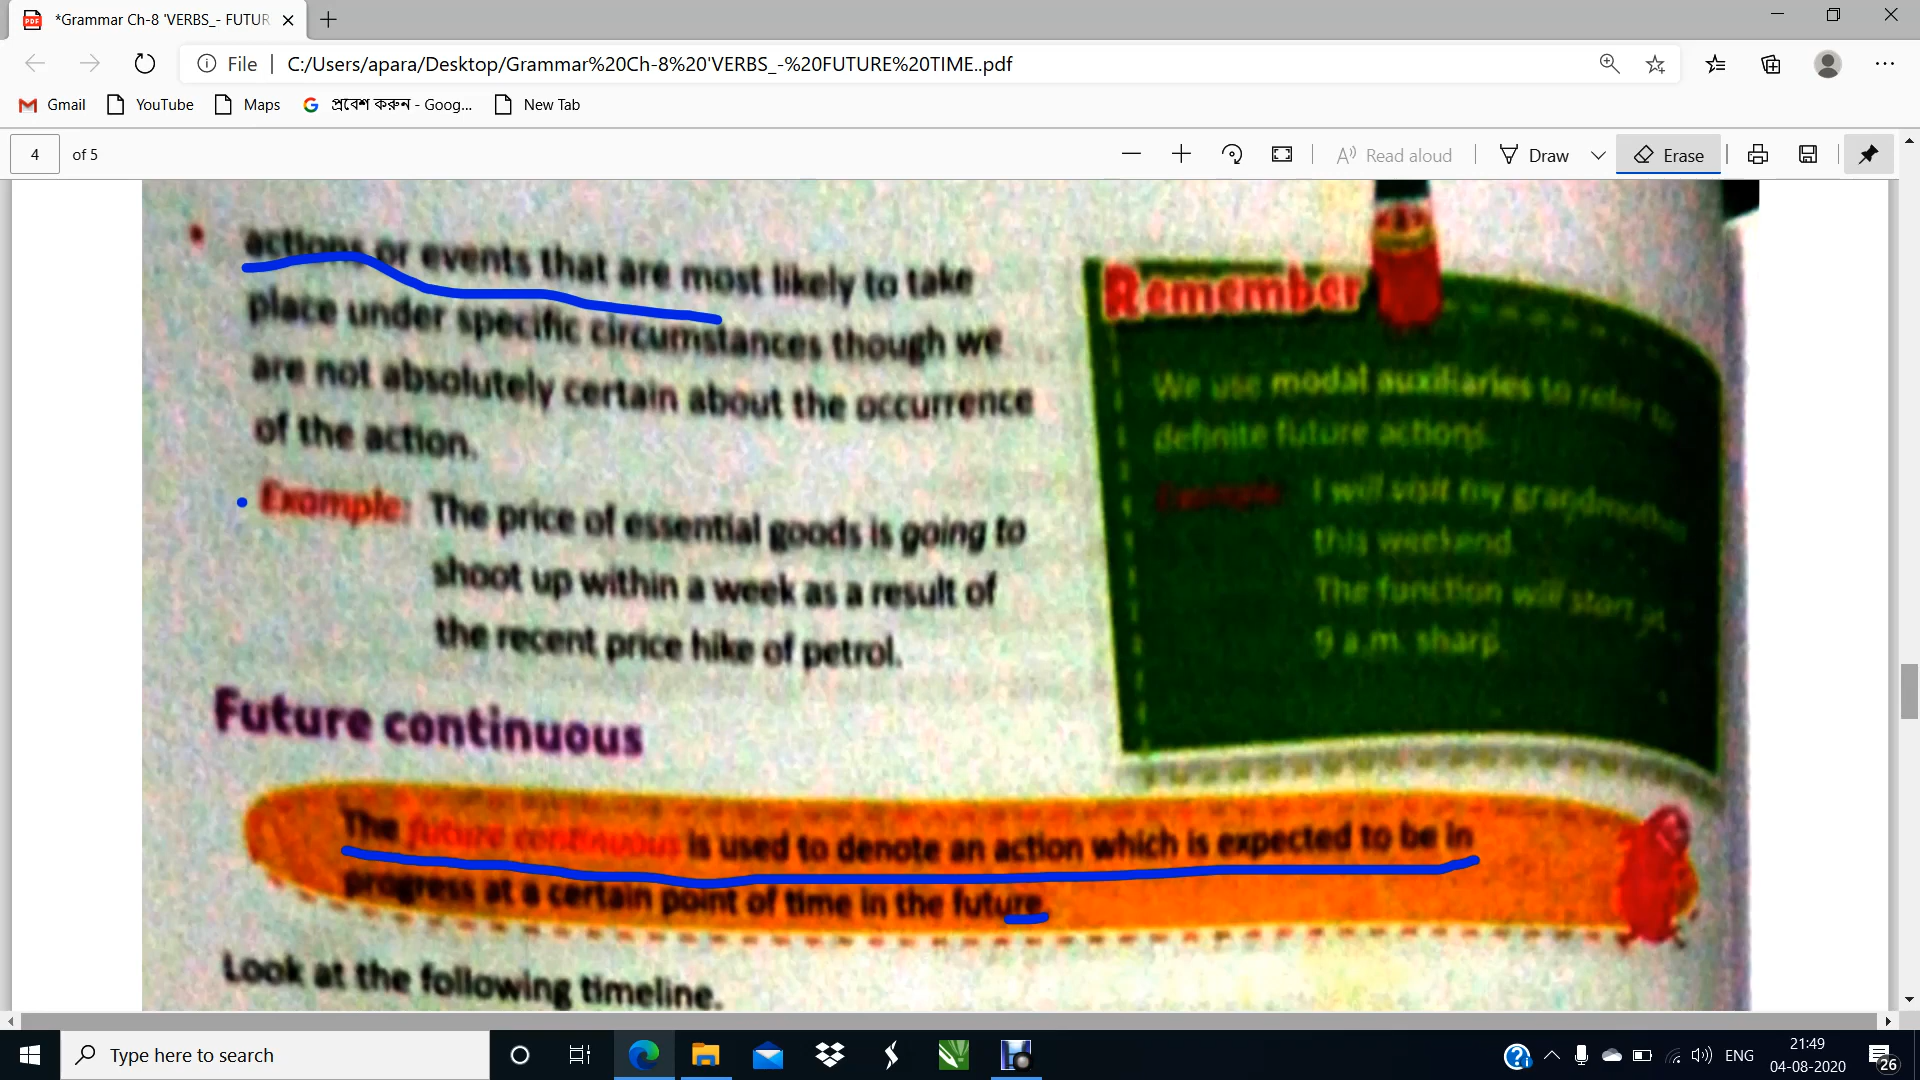 *Grammar Ch-8 'VERBS_- FUTUR
File
C:/Users/apara/Desktop/Grammar%20Ch-8%20'VERBS_-%20FUTURE%20TIME..pdf
Gmail YouTube Maps প্রবেশ করুন - Goog... New Tab
4 of 5
Read aloud Draw Erase
actions or events that are most likely to take
place under specific circumstances though we
are not absolutely certain about the occurrence
of the action.
Example: The price of essential goods is going to
shoot up within a week as a result of
the recent price hike of petrol.
Remember
We use modal auxiliaries to refer to
definite future actions.
Example: I will visit my grandmother
this weekend.
The function will start at
9 a.m. sharp.
Future continuous
The future continuous is used to denote an action which is expected to be in
progress at a certain point of time in the future.
Look at the following timeline.
Type here to search
ENG
21:49
04-08-2020
26